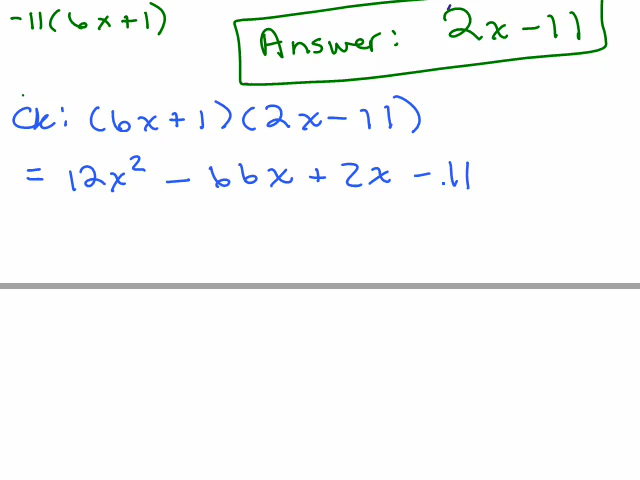 -11(6x+1)
Answer: 2x-11
Ck: (6x+1)(2x-11)
= 12x² - 66x + 2x - 11